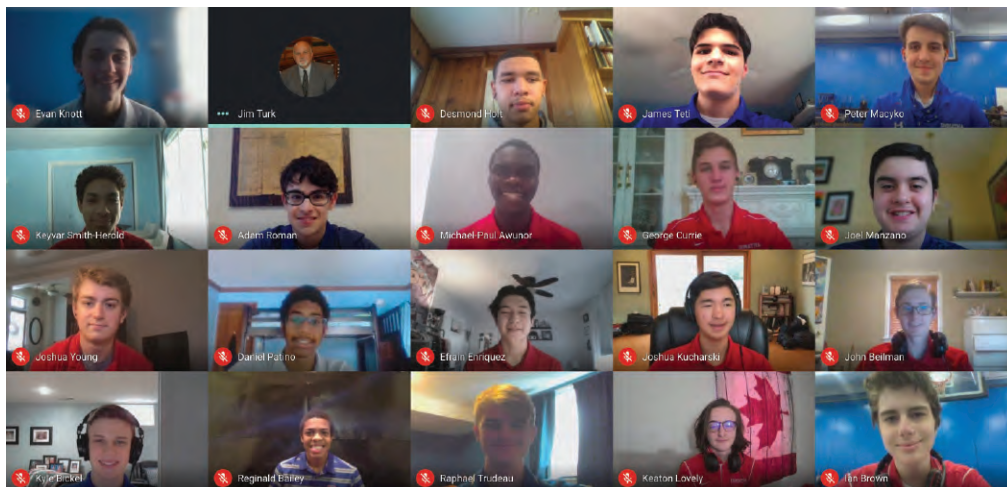 Evan Knott
Jim Turk
Desmond Holt
James Teti
Peter Macyko
Keyvar Smith-Herold
Adam Roman
Michael-Paul Awunor
George Currie
Joel Manzano
Joshua Young
Daniel Patino
Efrain Enriquez
Joshua Kucharski
John Beilman
Kyle Bickel
Reginald Bailey
Raphael Trudeau
Keaton Lovely
Ian Brown